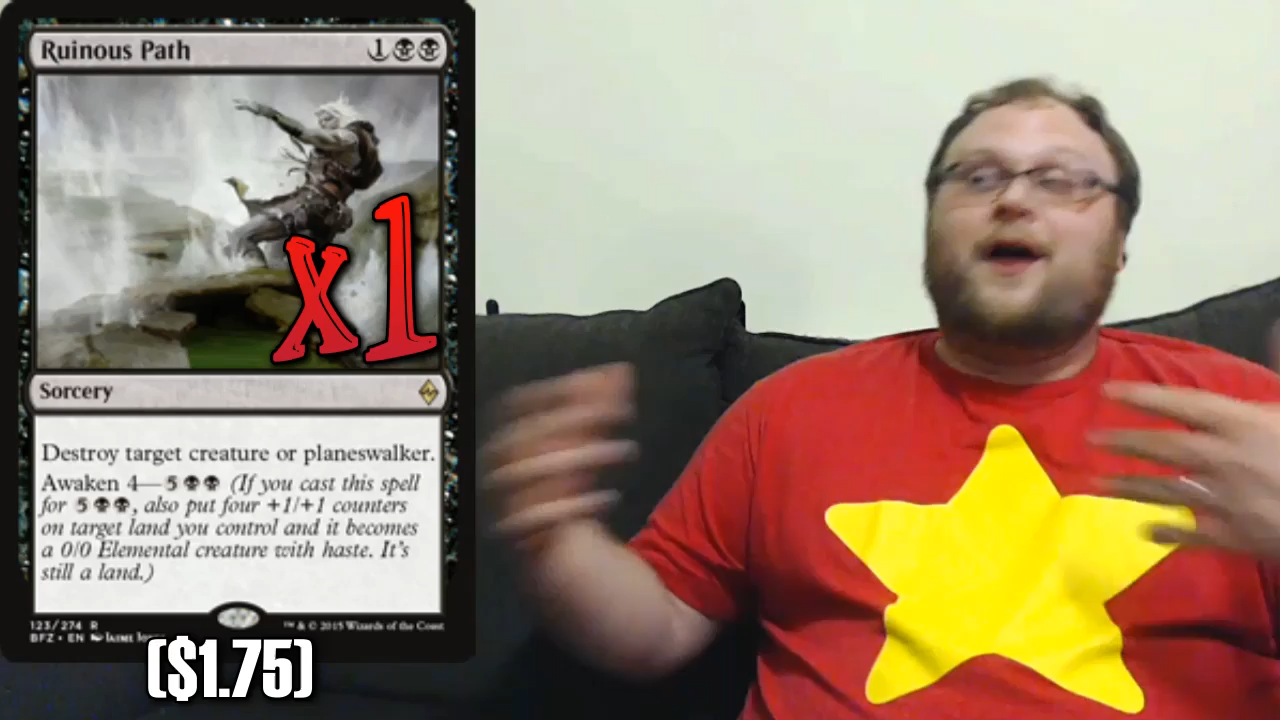 Ruinous Path 1
x1
Sorcery
Destroy target creature or planeswalker.
Awaken 4—5 (If you cast this spell
for 5 , also put four +1/+1 counters
on target land you control and it becomes
a 0/0 Elemental creature with haste. It's
still a land.)
123/274 R
BFZ • EN
™ & © 2015 Wizards of the Coast
($1.75)